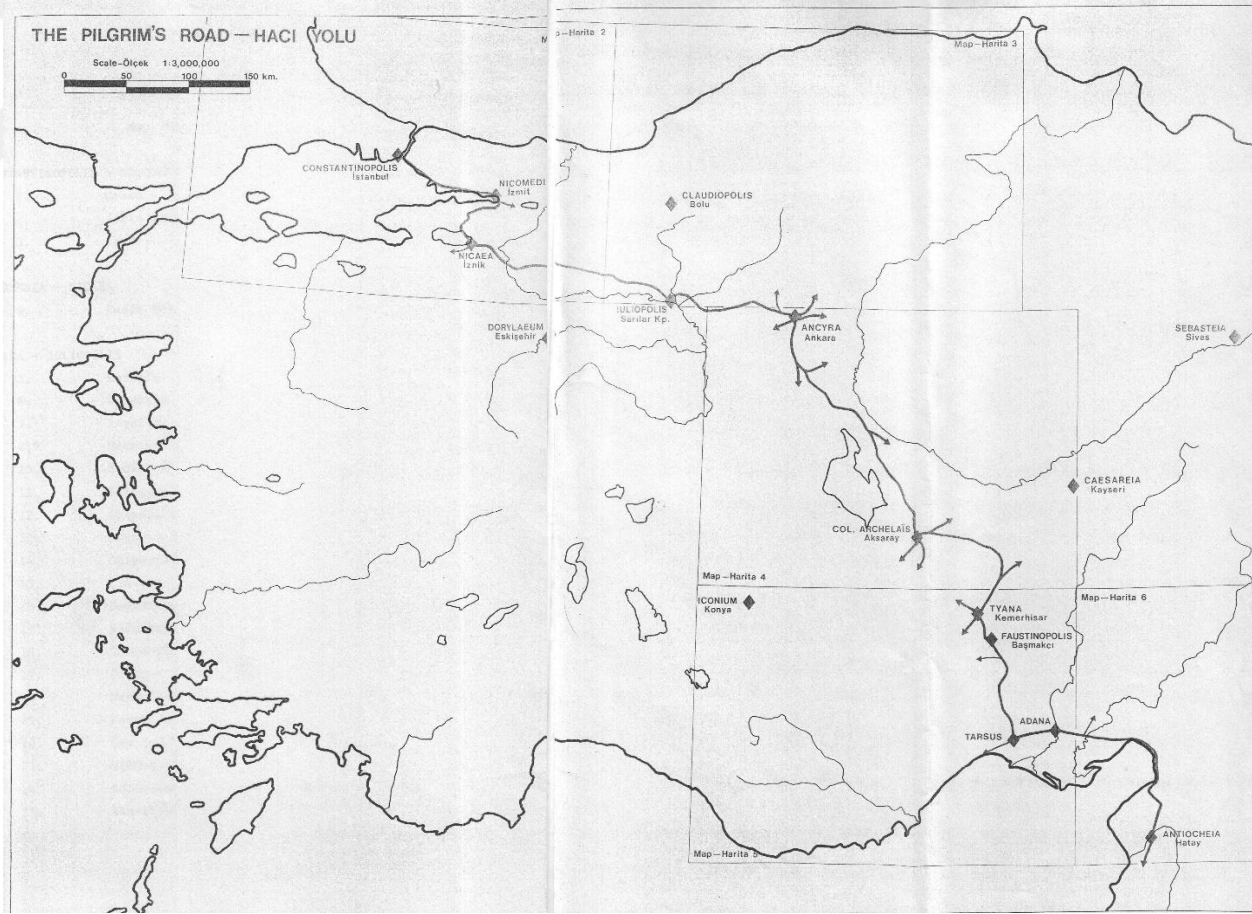 THE PILGRIM'S ROAD — HACI YOLU
Scale–Ölçek 1:3,000,000
0 50 100 150 km.
M -Harita 2
Map–Harita 3
CONSTANTINOPOLIS
İstanbul
NICOMEDI
İzmit
CLAUDIOPOLIS
Bolu
NICAEA
İznik
IULIOPOLIS
Sarılar Kp.
DORYLAEUM
Eskişehir
ANCYRA
Ankara
SEBASTEIA
Sivas
CAESAREIA
Kayseri
COL. ARCHELAÏS
Aksaray
Map–Harita 4
ICONIUM
Konya
Map–Harita 6
TYANA
Kemerhisar
FAUSTINOPOLIS
Başmakcı
ADANA
TARSUS
ANTIOCHEIA
Hatay
Map–Harita 5